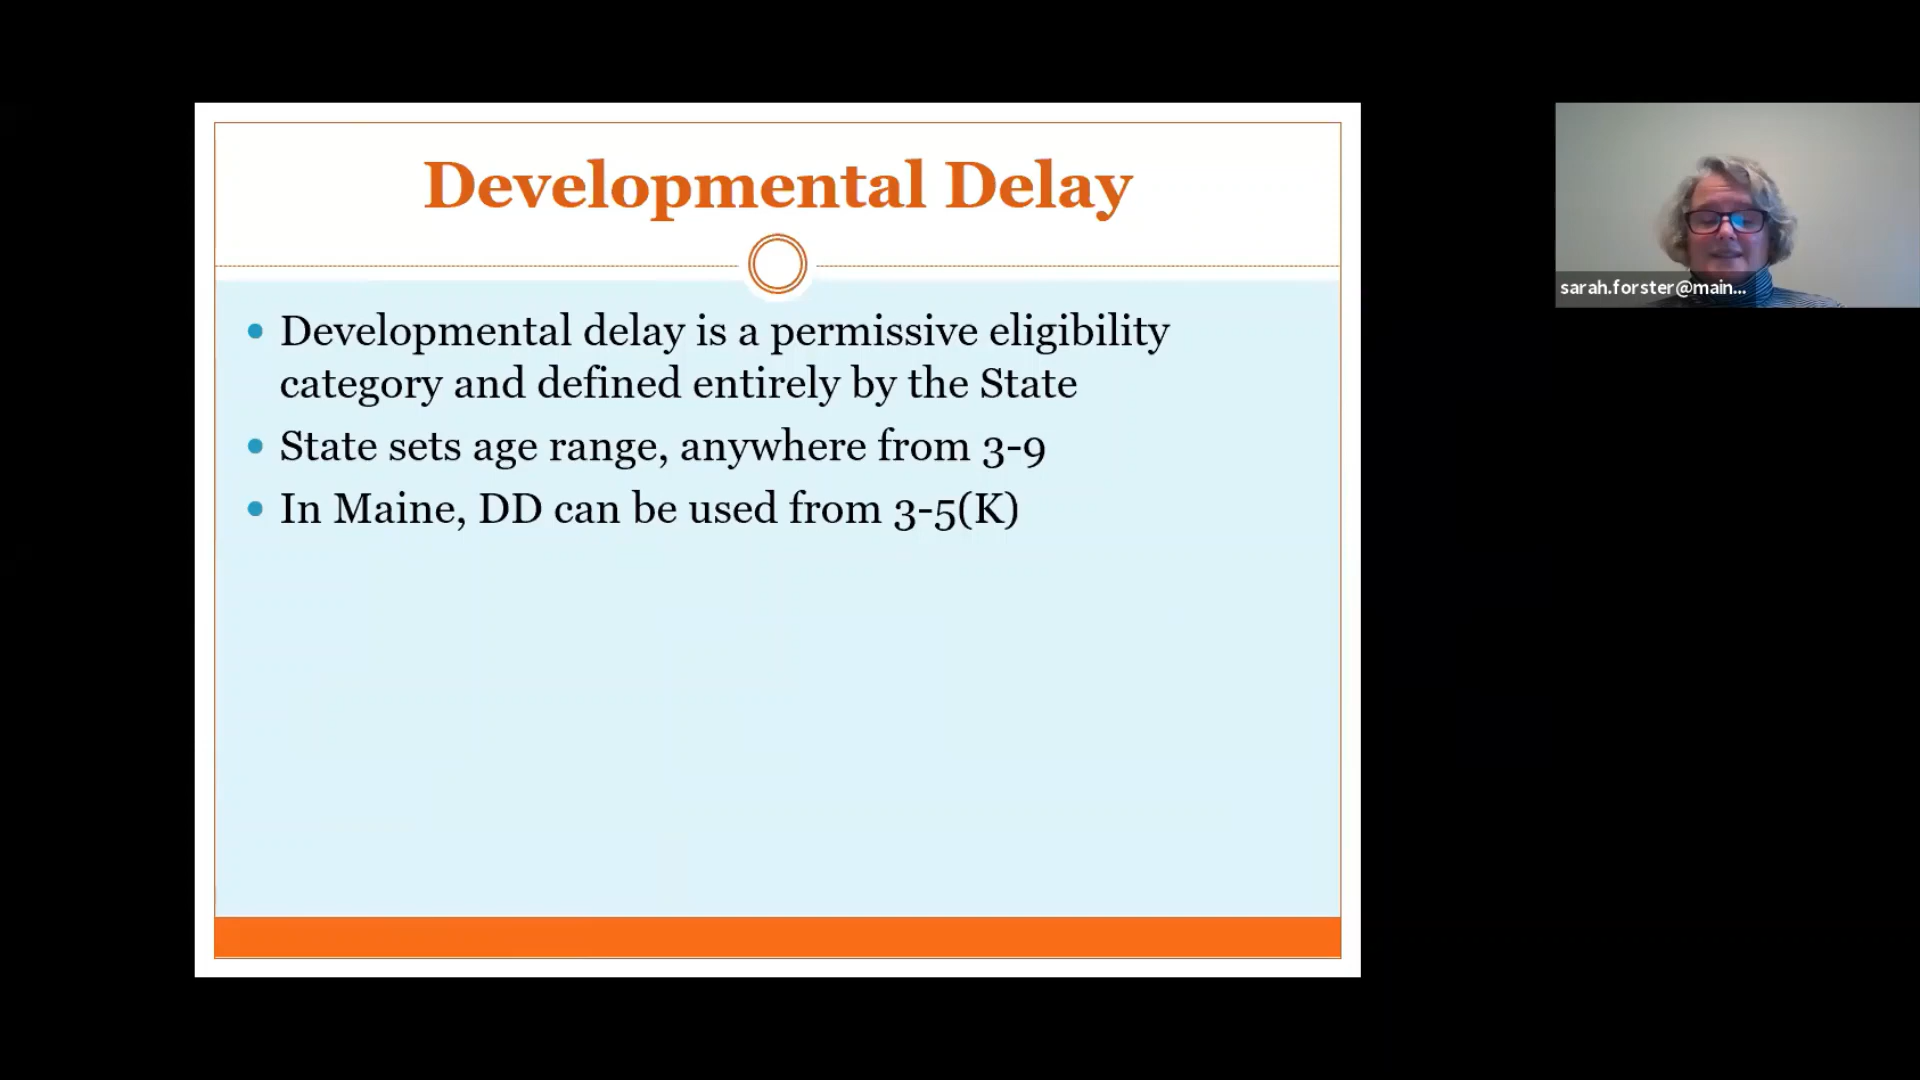 Developmental Delay
• Developmental delay is a permissive eligibility
category and defined entirely by the State
• State sets age range, anywhere from 3-9
• In Maine, DD can be used from 3-5(K)
sarah.forster@main...